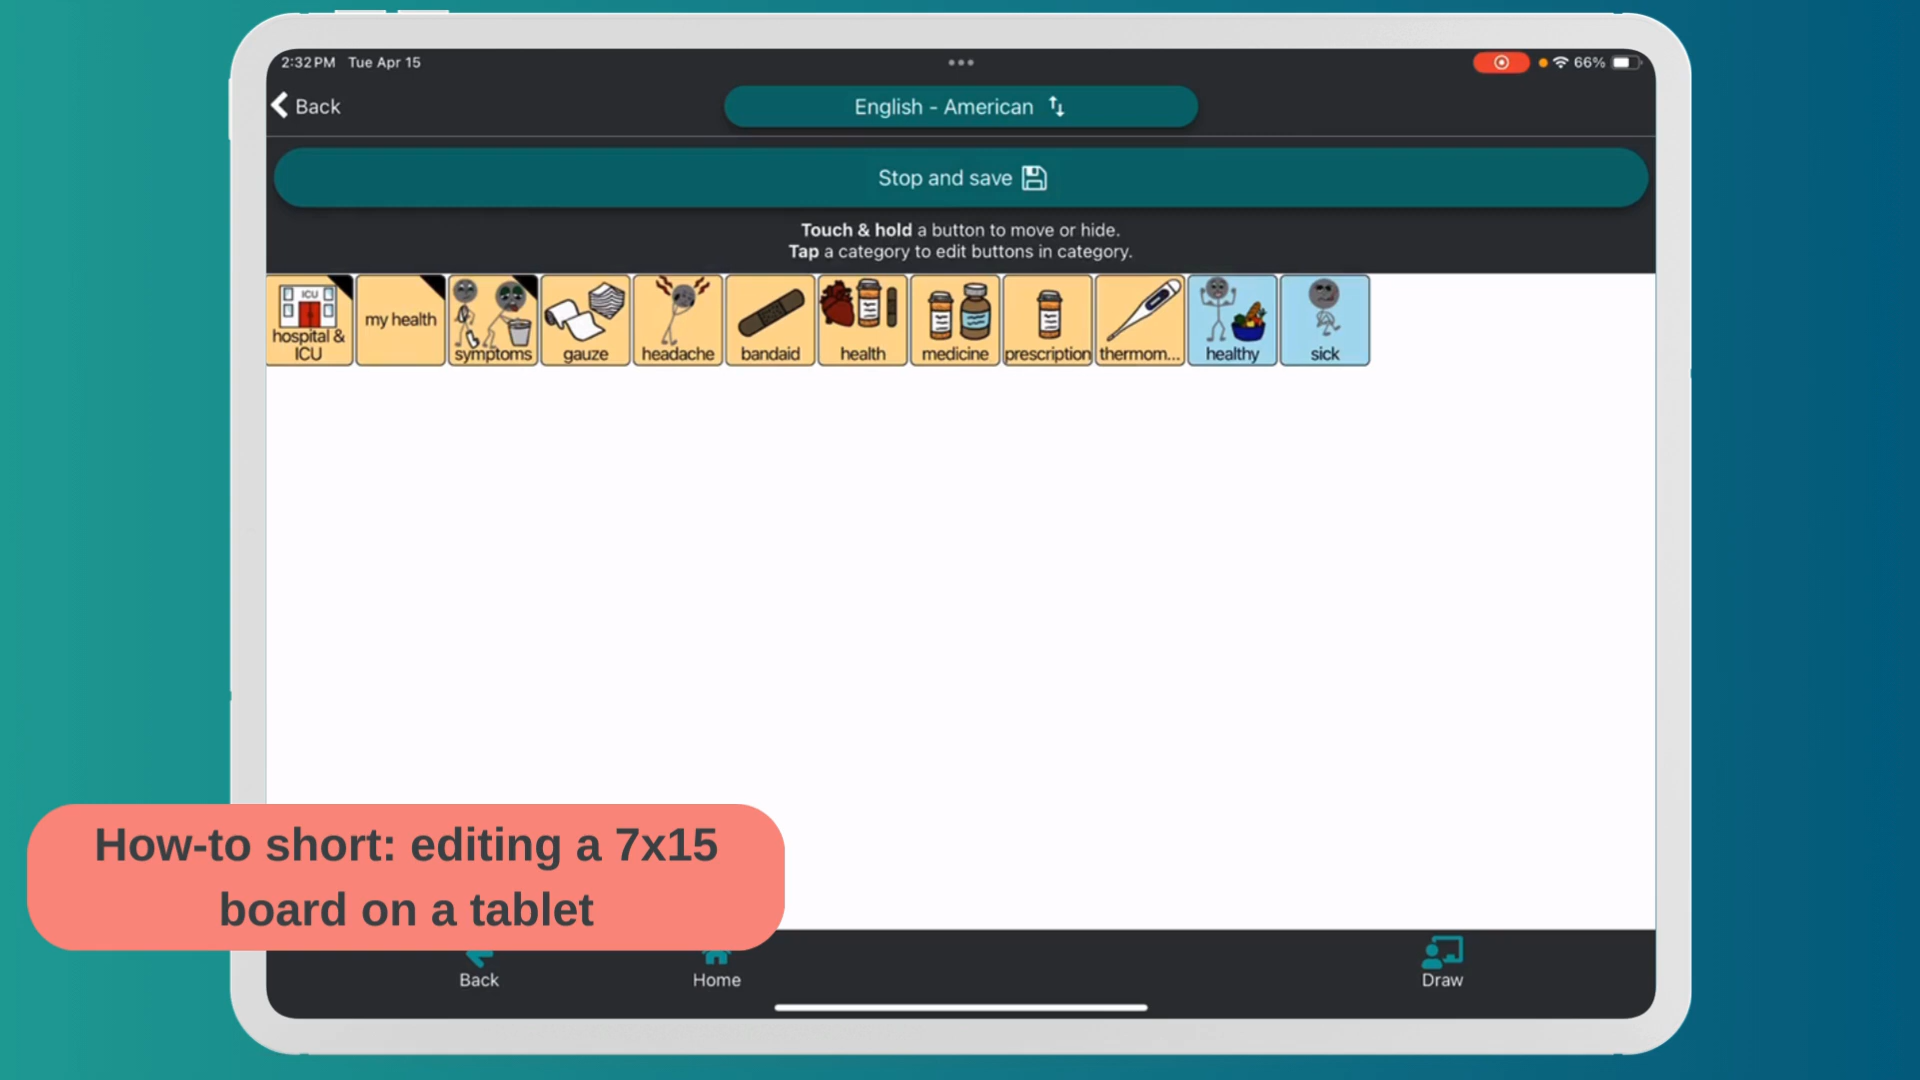 2:32 PM Tue Apr 15
66%
Back
English - American
Stop and save
Touch & hold a button to move or hide.
Tap a category to edit buttons in category.
ICU
hospital &
ICU
my health
symptoms
gauze
headache
bandaid
health
medicine
prescription
thermom...
healthy
sick
How-to short: editing a 7x15
board on a tablet
Back
Home
Draw